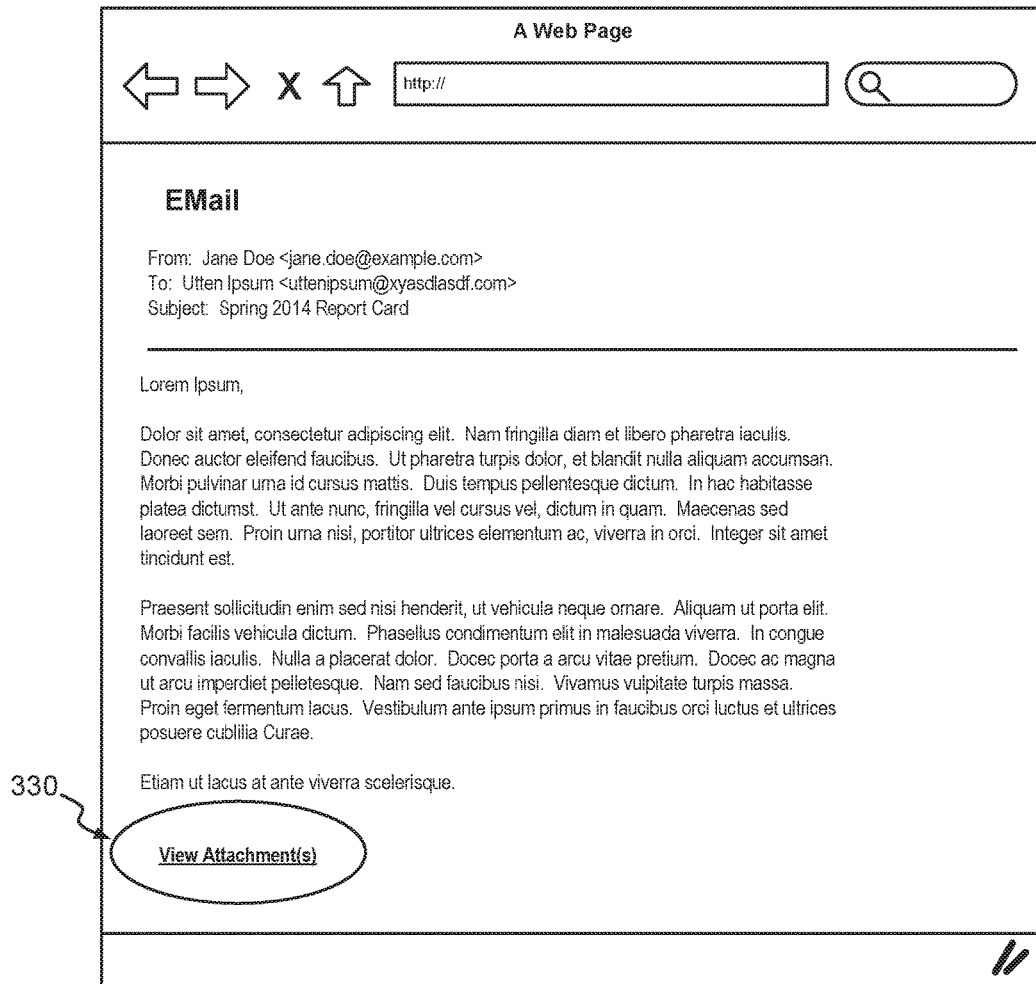 A Web Page
X
http://
EMail
From: Jane Doe <jane.doe@example.com>
To: Utten Ipsum <uttenipsum@xyasdlasdf.com>
Subject: Spring 2014 Report Card
Lorem Ipsum,
Dolor sit amet, consectetur adipiscing elit. Nam fringilla diam et libero pharetra iaculis.
Donec auctor eleifend faucibus. Ut pharetra turpis dolor, et blandit nulla aliquam accumsan.
Morbi pulvinar urna id cursus mattis. Duis tempus pellentesque dictum. In hac habitasse
platea dictumst. Ut ante nunc, fringilla vel cursus vel, dictum in quam. Maecenas sed
laoreet sem. Proin urna nisl, portitor ultrices elementum ac, viverra in orci. Integer sit amet
tincidunt est.
Praesent sollicitudin enim sed nisi henderit, ut vehicula neque ornare. Aliquam ut porta elit.
Morbi facilis vehicula dictum. Phasellus condimentum elit in malesuada viverra. In congue
convallis iaculis. Nulla a placerat dolor. Docec porta a arcu vitae pretium. Docec ac magna
ut arcu imperdiet pelletesque. Nam sed faucibus nisi. Vivamus vulpitate turpis massa.
Proin eget fermentum lacus. Vestibulum ante ipsum primus in faucibus orci luctus et ultrices
posuere cublilia Curae.
Etiam ut lacus at ante viverra scelerisque.
330
View Attachment(s)